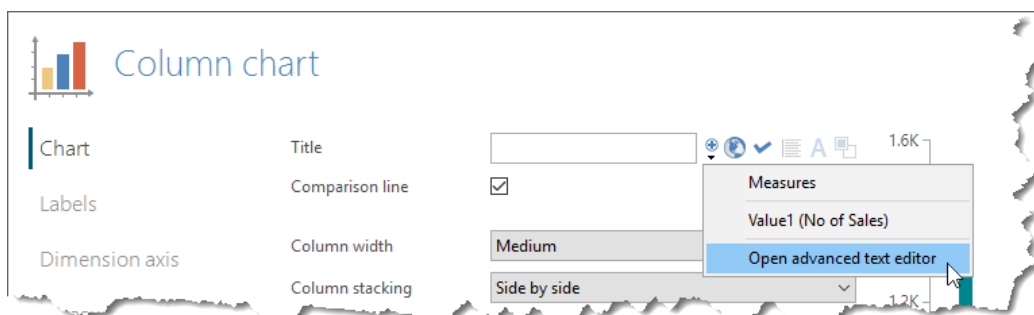 Column chart
Chart
Title
1.6K
Measures
Comparison line
Labels
Value1 (No of Sales)
Column width
Medium
Open advanced text editor
Dimension axis
Column stacking
Side by side
1.2K